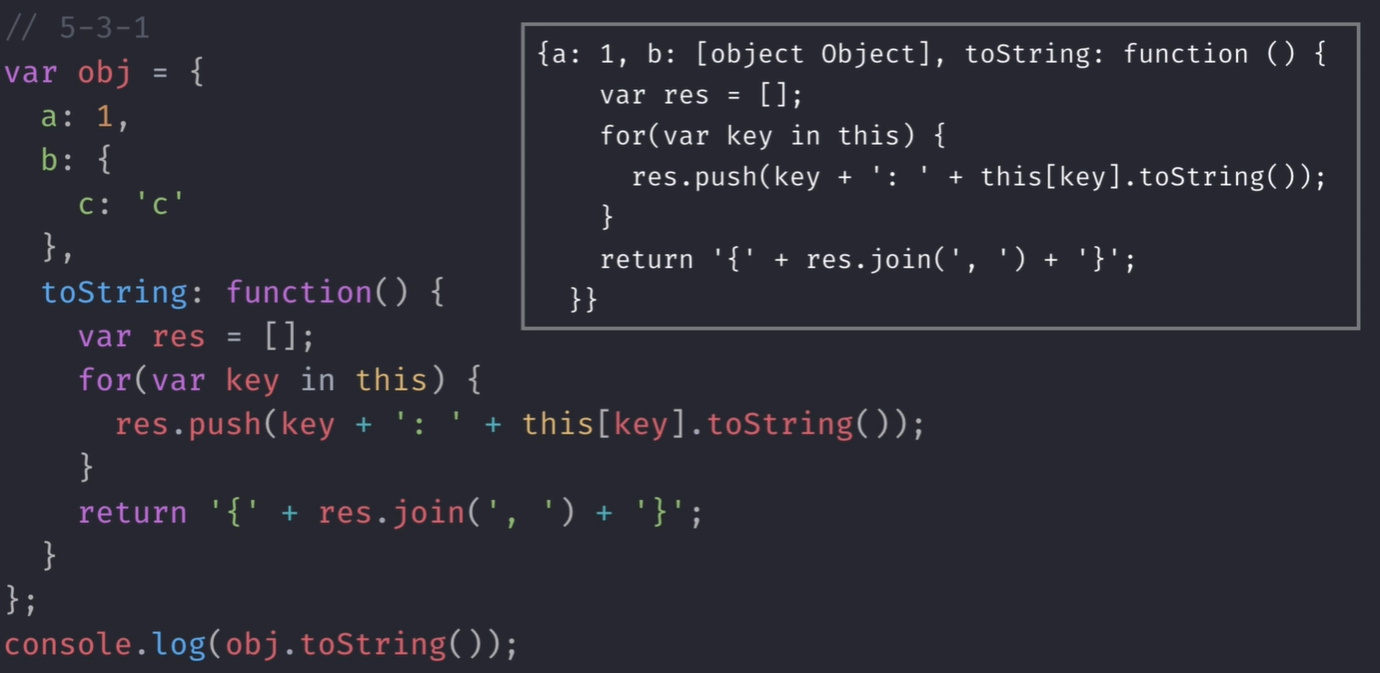 // 5-3-1
var obj = {
  a: 1,
  b: {
    c: 'c'
  },
  toString: function() {
    var res = [];
    for(var key in this) {
      res.push(key + ': ' + this[key].toString());
    }
    return '{' + res.join(', ') + '}';
  }
};
console.log(obj.toString());
{a: 1, b: [object Object], toString: function () {
    var res = [];
    for(var key in this) {
      res.push(key + ': ' + this[key].toString());
    }
    return '{' + res.join(', ') + '}';
  }}